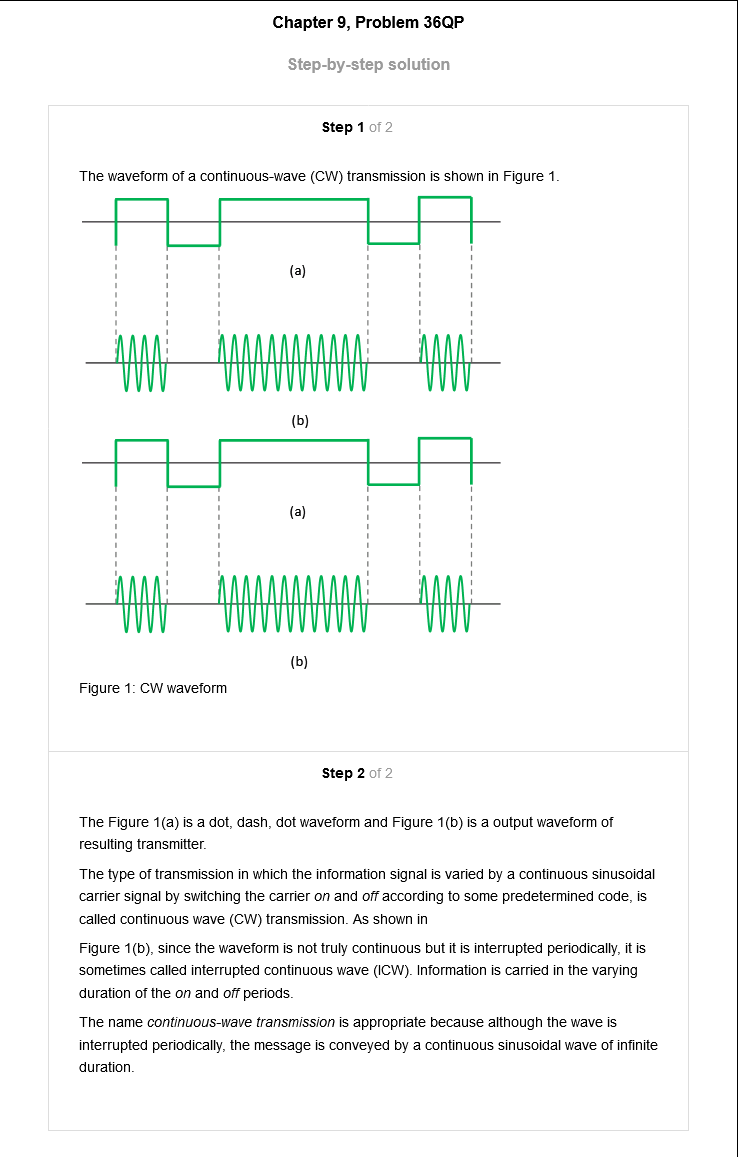 Chapter 9, Problem 36QP
Step-by-step solution
Step 1 of 2
The waveform of a continuous-wave (CW) transmission is shown in Figure 1.
(a)
(b)
(a)
(b)
Figure 1: CW waveform
Step 2 of 2
The Figure 1(a) is a dot, dash, dot waveform and Figure 1(b) is a output waveform of
resulting transmitter.
The type of transmission in which the information signal is varied by a continuous sinusoidal
carrier signal by switching the carrier on and off according to some predetermined code, is
called continuous wave (CW) transmission. As shown in
Figure 1(b), since the waveform is not truly continuous but it is interrupted periodically, it is
sometimes called interrupted continuous wave (ICW). Information is carried in the varying
duration of the on and off periods.
The name continuous-wave transmission is appropriate because although the wave is
interrupted periodically, the message is conveyed by a continuous sinusoidal wave of infinite
duration.